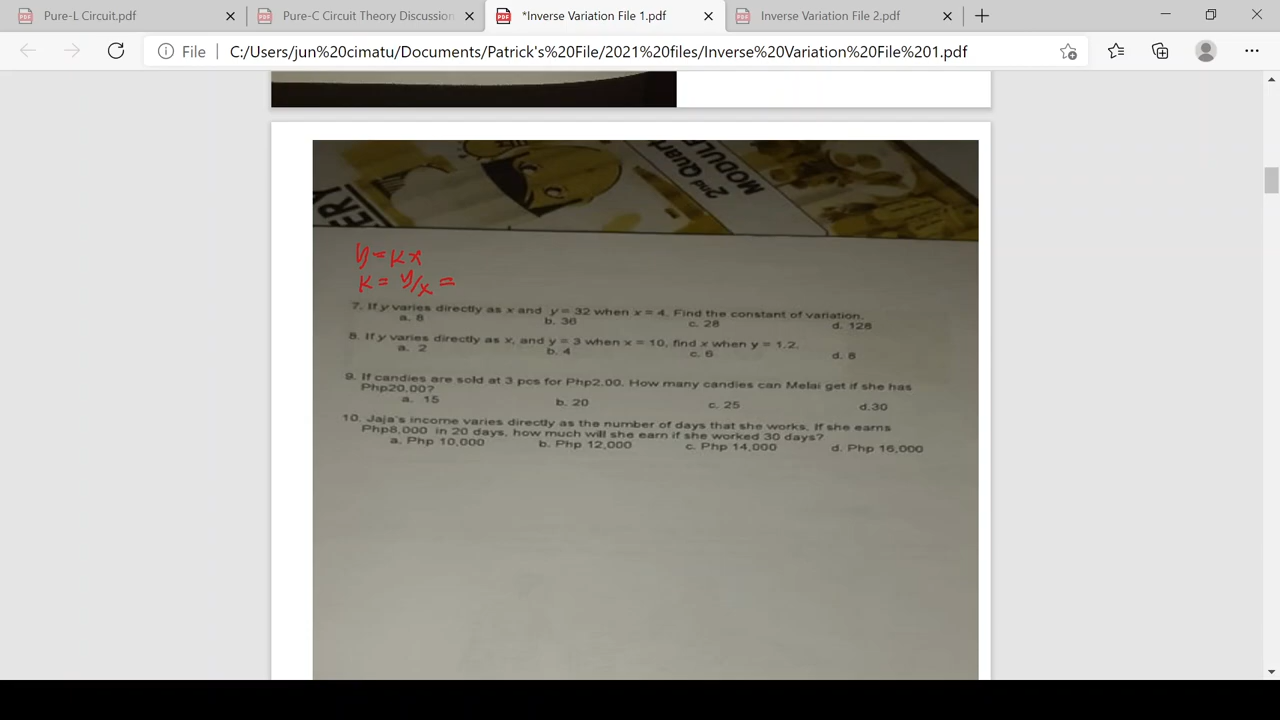 Pure-L Circuit.pdf
Pure-C Circuit Theory Discussion
*Inverse Variation File 1.pdf
Inverse Variation File 2.pdf
File
C:/Users/jun%20cimatu/Documents/Patrick's%20File/2021%20files/Inverse%20Variation%20File%201.pdf
2nd Quart
MODULE
ERY
y = kx
k = y/x =
7. If y varies directly as x and y = 32 when x = 4. Find the constant of variation.
a. 8 b. 36 c. 28 d. 128
8. If y varies directly as x, and y = 3 when x = 10, find x when y = 1.2.
a. 2 b. 4 c. 6 d. 8
9. If candies are sold at 3 pcs for Php2.00. How many candies can Melai get if she has
Php20.00?
a. 15 b. 20 c. 25 d.30
10. Jaja's income varies directly as the number of days that she works. If she earns
Php8,000 in 20 days, how much will she earn if she worked 30 days?
a. Php 10,000 b. Php 12,000 c. Php 14,000 d. Php 16,000